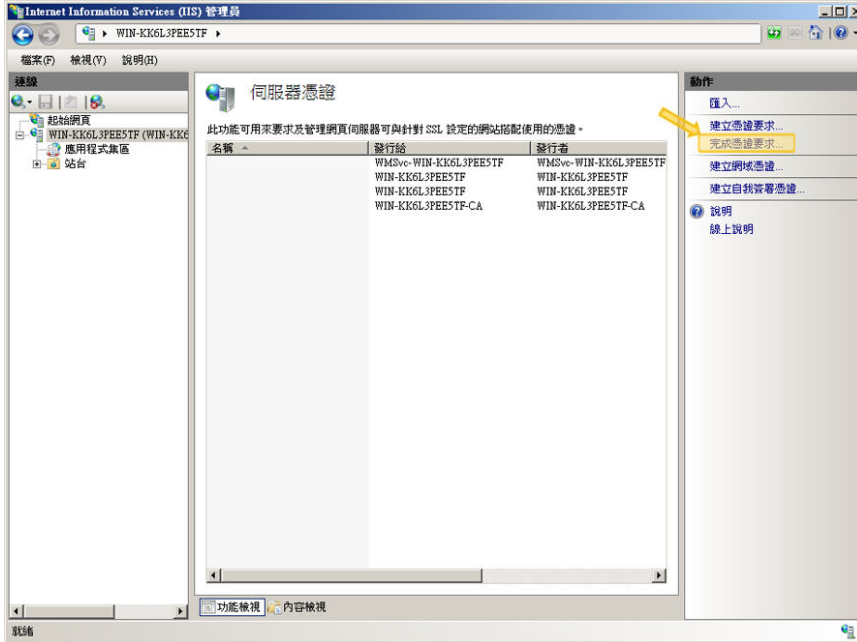 Internet Information Services (IIS) 管理員
WIN-KK6L3PEE5TF
檔案(F) 檢視(V) 說明(H)
連線
起始網頁
WIN-KK6L3PEE5TF (WIN-KK6
應用程式集區
站台
伺服器憑證
此功能可用來要求及管理網頁伺服器可與針對 SSL 設定的網站搭配使用的憑證。
名稱 發行給 發行者
WMSvc-WIN-KK6L3PEE5TF WMSvc-WIN-KK6L3PEE5TF
WIN-KK6L3PEE5TF WIN-KK6L3PEE5TF
WIN-KK6L3PEE5TF WIN-KK6L3PEE5TF
WIN-KK6L3PEE5TF-CA WIN-KK6L3PEE5TF-CA
功能檢視 內容檢視
動作
匯入...
建立憑證要求...
完成憑證要求...
建立網域憑證...
建立自我簽署憑證...
說明
線上說明
就緒